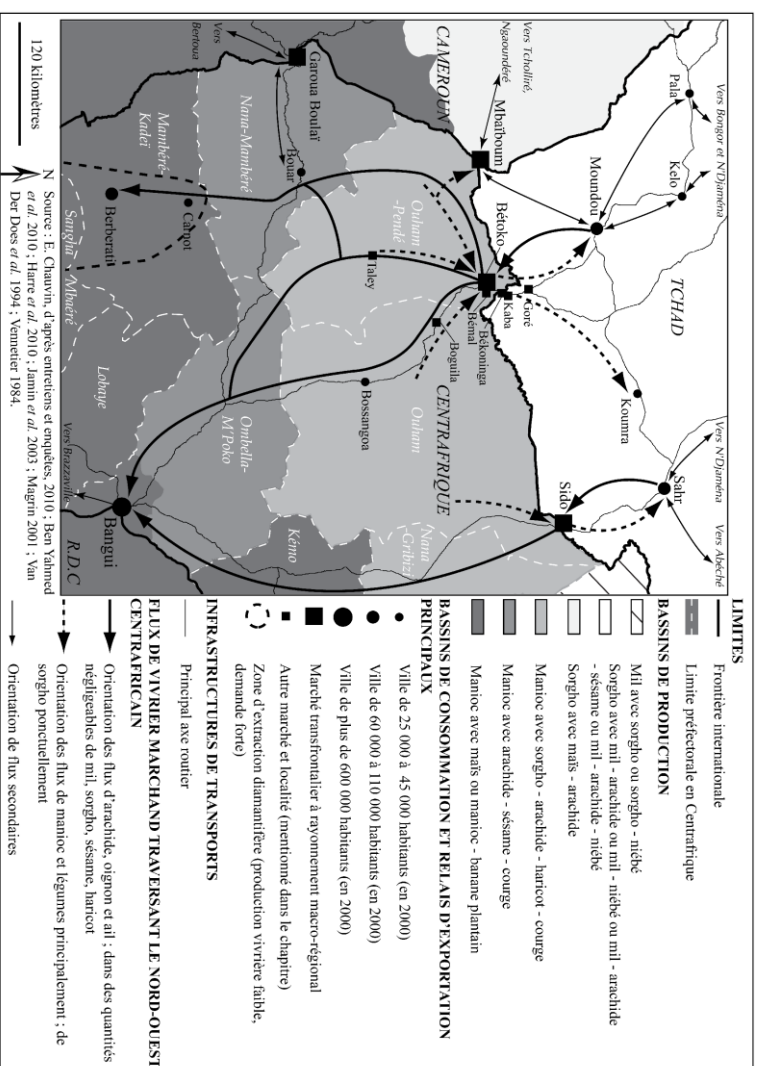 Vers Bongor et N'Djaména
Vers N'Djaména
Vers Abéché
Pala
Kelo
Sahr
TCHAD
Koumra
Moundou
Vers Tcholliré,
Ngaoundéré
CAMEROUN
Mbaïboum
Bétoko
Goré
Kaba
Békoninga
Bémal
Sido
Boguila
CENTRAFRIQUE
Ouham
-Pendé
Ouham
Nana
Gribizi
Vers
Bertoua
Garoua Boulaï
Bouar
Taley
Bossangoa
Nana-Mambéré
Ombella-
M'Poko
Kémo
Mambéré-
Kadeï
Carnot
Berberati
Sangha
Mbaéré
Lobaye
Vers Brazzaville
Bangui
R.D.C
120 kilomètres
N
Source : E. Chauvin, d'après entretiens et enquêtes, 2010 ; Ben Yahmed
et al. 2010 ; Harre et al. 2010 ; Jamin et al. 2003 ; Magrin 2001 ; Van
Der Does et al. 1994 ; Vennetier 1984.
LIMITES
Frontière internationale
Limite préfectorale en Centrafrique
BASSINS DE PRODUCTION
Mil avec sorgho ou sorgho - niébé
Sorgho avec mil - arachide ou mil - niébé ou mil - arachide
- sésame ou mil - arachide - niébé
Sorgho avec maïs - arachide
Manioc avec sorgho - arachide - haricot - courge
Manioc avec arachide - sésame - courge
Manioc avec maïs ou manioc - banane plantain
BASSINS DE CONSOMMATION ET RELAIS D'EXPORTATION
PRINCIPAUX
Ville de 25 000 à 45 000 habitants (en 2000)
Ville de 60 000 à 110 000 habitants (en 2000)
Ville de plus de 600 000 habitants (en 2000)
Marché transfrontalier à rayonnement macro-régional
Autre marché et localité (mentionné dans le chapitre)
Zone d'extraction diamantifère (production vivrière faible,
demande forte)
INFRASTRUCTURES DE TRANSPORTS
Principal axe routier
FLUX DE VIVRIER MARCHAND TRAVERSANT LE NORD-OUEST
CENTRAFRICAIN
Orientation des flux d'arachide, oignon et ail ; dans des quantités
négligeables de mil, sorgho, sésame, haricot
Orientation des flux de manioc et légumes principalement ; de
sorgho ponctuellement
Orientation de flux secondaires